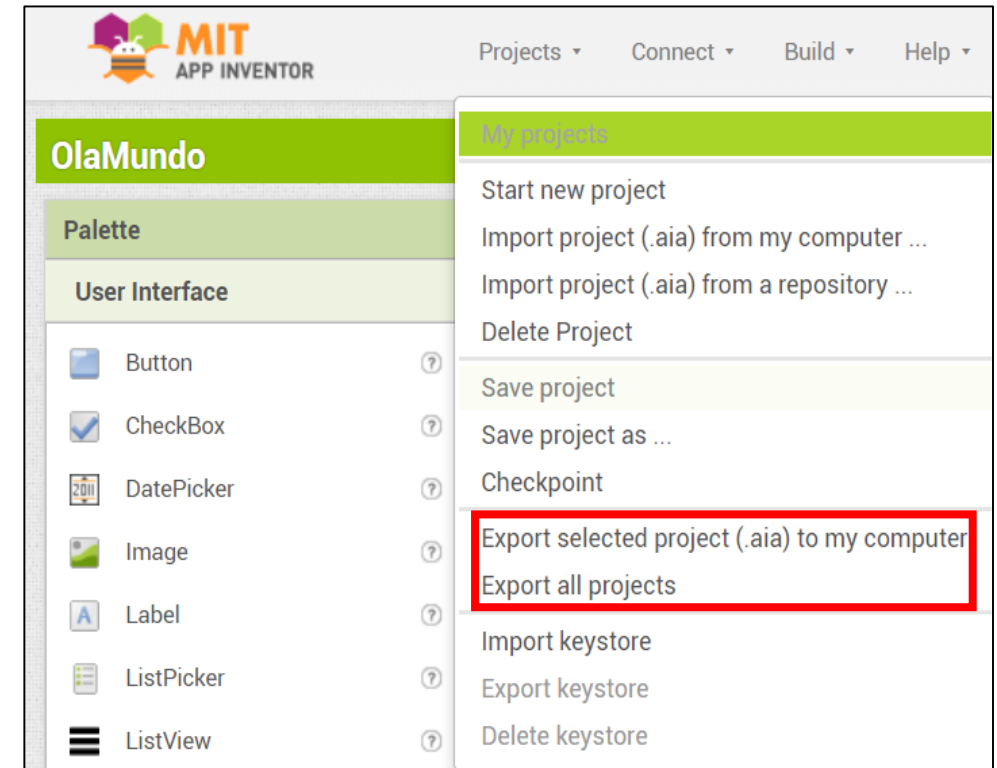 MIT
APP INVENTOR
Projects
Connect
Build
Help
OlaMundo
Palette
User Interface
Button
?
CheckBox
?
2011
DatePicker
?
Image
?
A
Label
?
ListPicker
?
ListView
?
My projects
Start new project
Import project (.aia) from my computer ...
Import project (.aia) from a repository ...
Delete Project
Save project
Save project as ...
Checkpoint
Export selected project (.aia) to my computer
Export all projects
Import keystore
Export keystore
Delete keystore